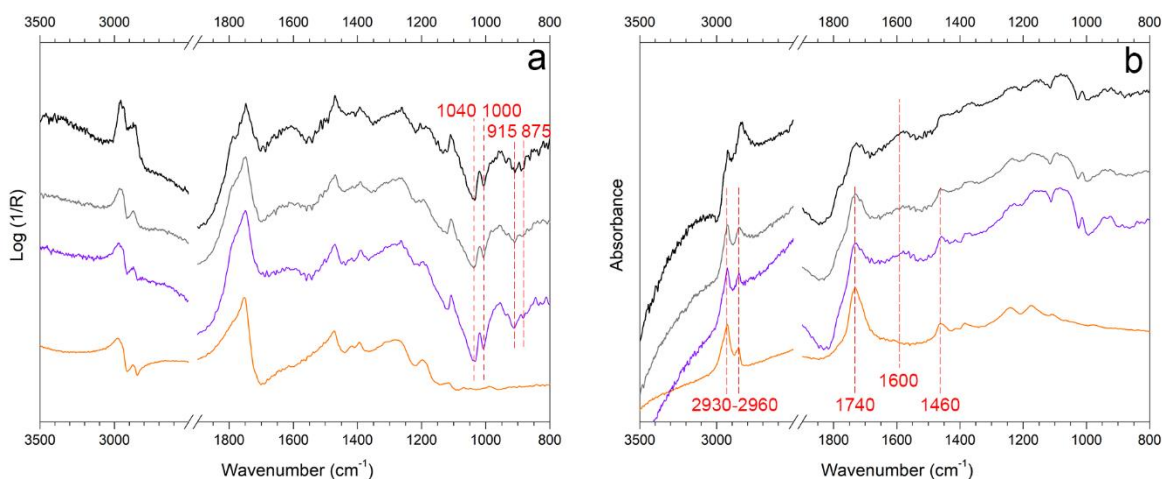 3500 3000 1800 1600 1400 1200 1000 800
a
1040 1000
915 875
Log (1/R)
3500 3000 1800 1600 1400 1200 1000 800
Wavenumber (cm⁻¹)
3500 3000 1800 1600 1400 1200 1000 800
b
Absorbance
1600
2930-2960 1740 1460
3500 3000 1800 1600 1400 1200 1000 800
Wavenumber (cm⁻¹)